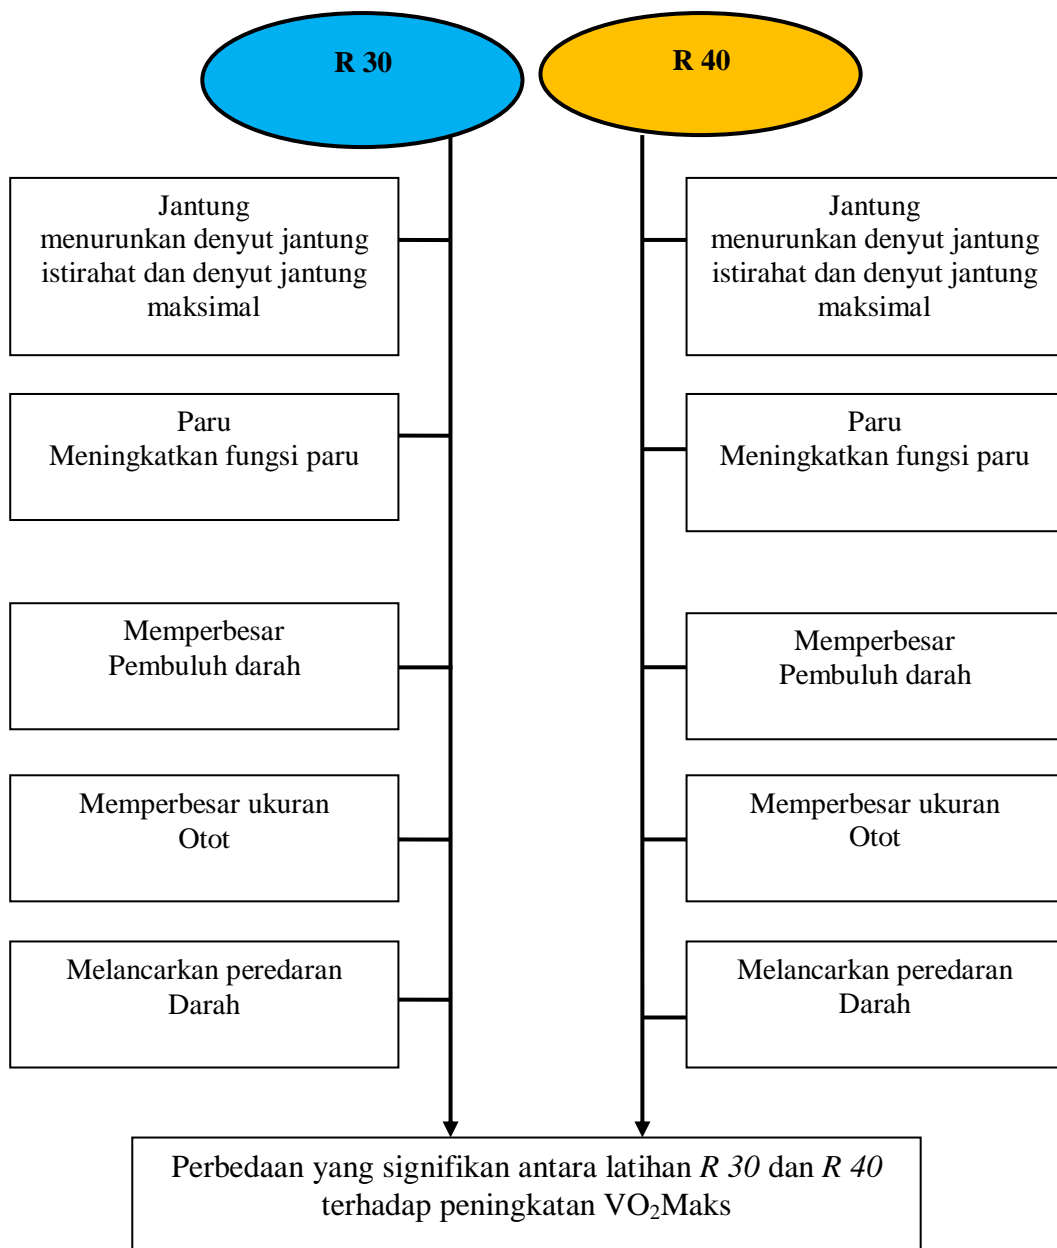 R 30
R 40
Jantung
menurunkan denyut jantung
istirahat dan denyut jantung
maksimal
Jantung
menurunkan denyut jantung
istirahat dan denyut jantung
maksimal
Paru
Meningkatkan fungsi paru
Paru
Meningkatkan fungsi paru
Memperbesar
Pembuluh darah
Memperbesar
Pembuluh darah
Memperbesar ukuran
Otot
Memperbesar ukuran
Otot
Melancarkan peredaran
Darah
Melancarkan peredaran
Darah
Perbedaan yang signifikan antara latihan R 30 dan R 40
terhadap peningkatan VO₂Maks